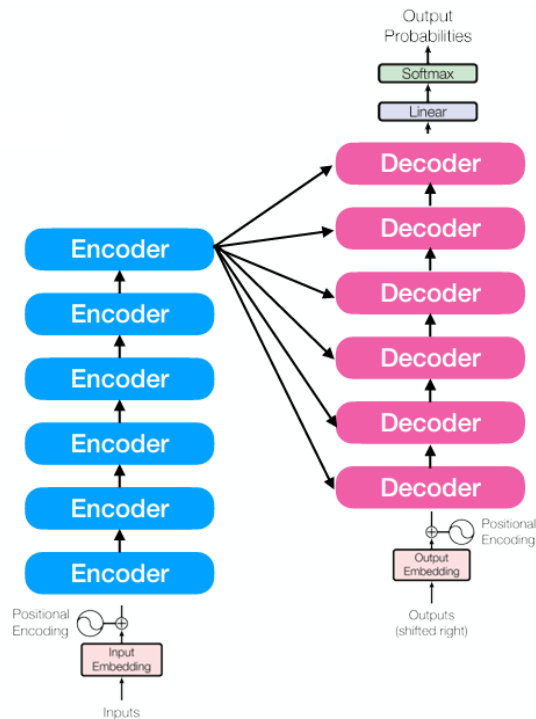 Output
Probabilities
Softmax
Linear
Decoder
Decoder
Decoder
Decoder
Decoder
Decoder
Positional
Encoding
Output
Embedding
Outputs
(shifted right)
Encoder
Encoder
Encoder
Encoder
Encoder
Encoder
Positional
Encoding
Input
Embedding
Inputs